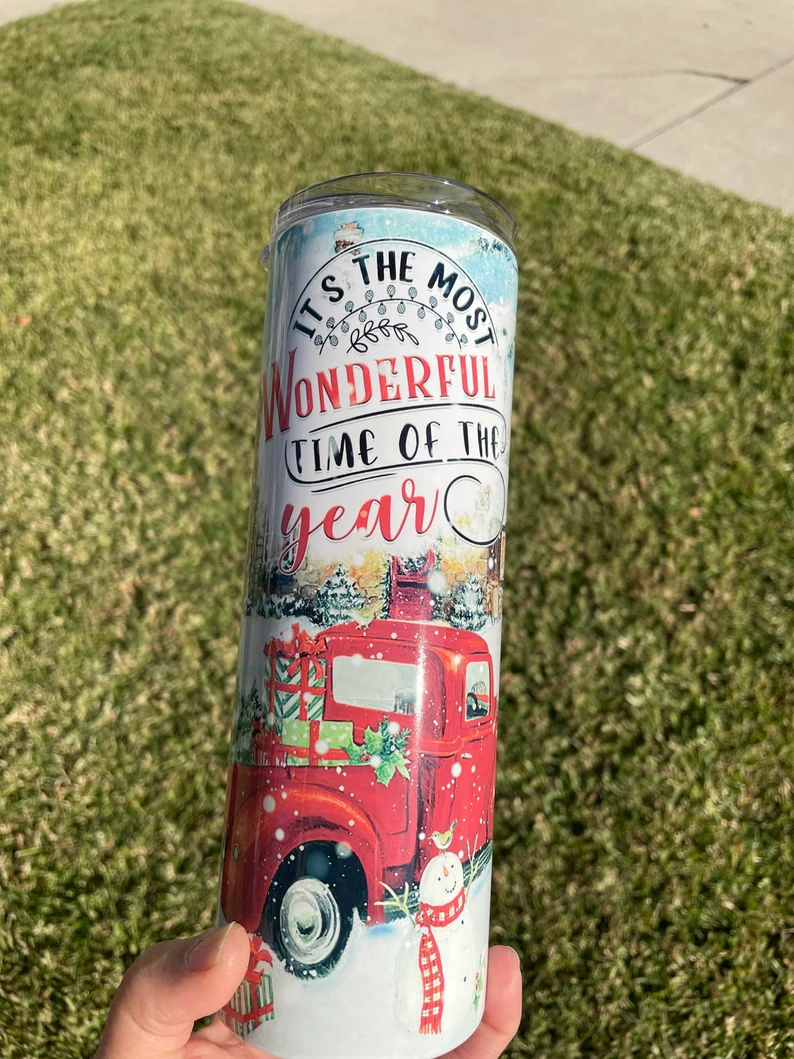 IT'S THE MOST
WONDERFUL
TIME OF THE
year